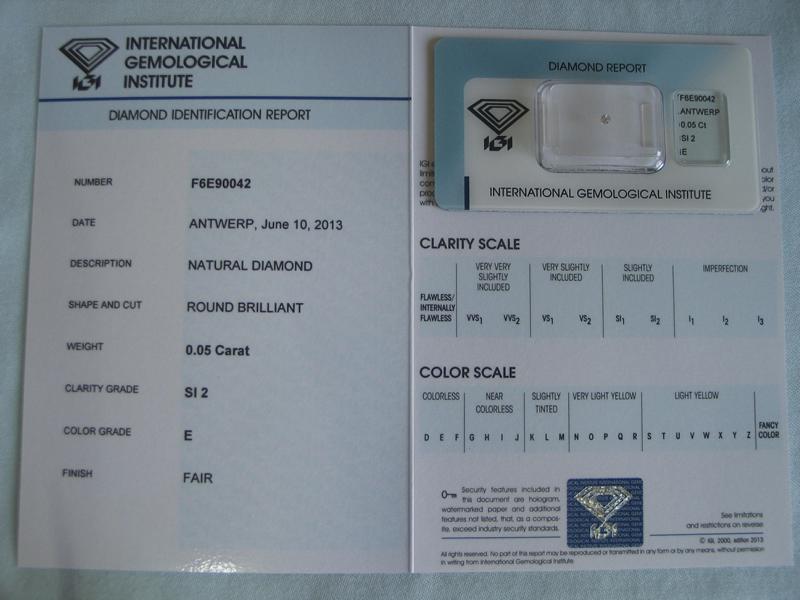 INTERNATIONAL
GEMOLOGICAL
INSTITUTE
IGI
DIAMOND IDENTIFICATION REPORT
NUMBER F6E90042
DATE ANTWERP, June 10, 2013
DESCRIPTION NATURAL DIAMOND
SHAPE AND CUT ROUND BRILLIANT
WEIGHT 0.05 Carat
CLARITY GRADE SI 2
COLOR GRADE E
FINISH FAIR
DIAMOND REPORT
IGI
F6E90042
ANTWERP
0.05 Ct
SI 2
E
INTERNATIONAL GEMOLOGICAL INSTITUTE
CLARITY SCALE
FLAWLESS/
INTERNALLY
FLAWLESS
VERY VERY
SLIGHTLY
INCLUDED
VERY SLIGHTLY
INCLUDED
SLIGHTLY
INCLUDED
IMPERFECTION
VVS1 VVS2 VS1 VS2 SI1 SI2 I1 I2 I3
COLOR SCALE
COLORLESS
NEAR
COLORLESS
SLIGHTLY
TINTED
VERY LIGHT YELLOW
LIGHT YELLOW
D E F G H I J K L M N O P Q R S T U V W X Y Z
FANCY
COLOR
Security features included in
this document are hologram,
watermarked paper and additional
features not listed, that, as a compos-
ite, exceed industry security standards.
IGI
See limitations
and restrictions on reverse
© IGI, 2000, edition 2013
All rights reserved. No part of this report may be reproduced or transmitted in any form or by any means, without permission
in writing from International Gemological Institute.